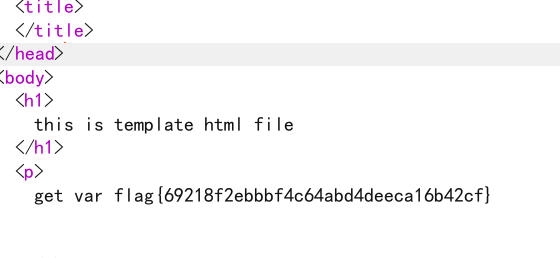 <title>
</title>
</head>
<body>
<h1>
this is template html file
</h1>
<p>
get var flag{69218f2ebbbf4c64abd4deeca16b42cf}